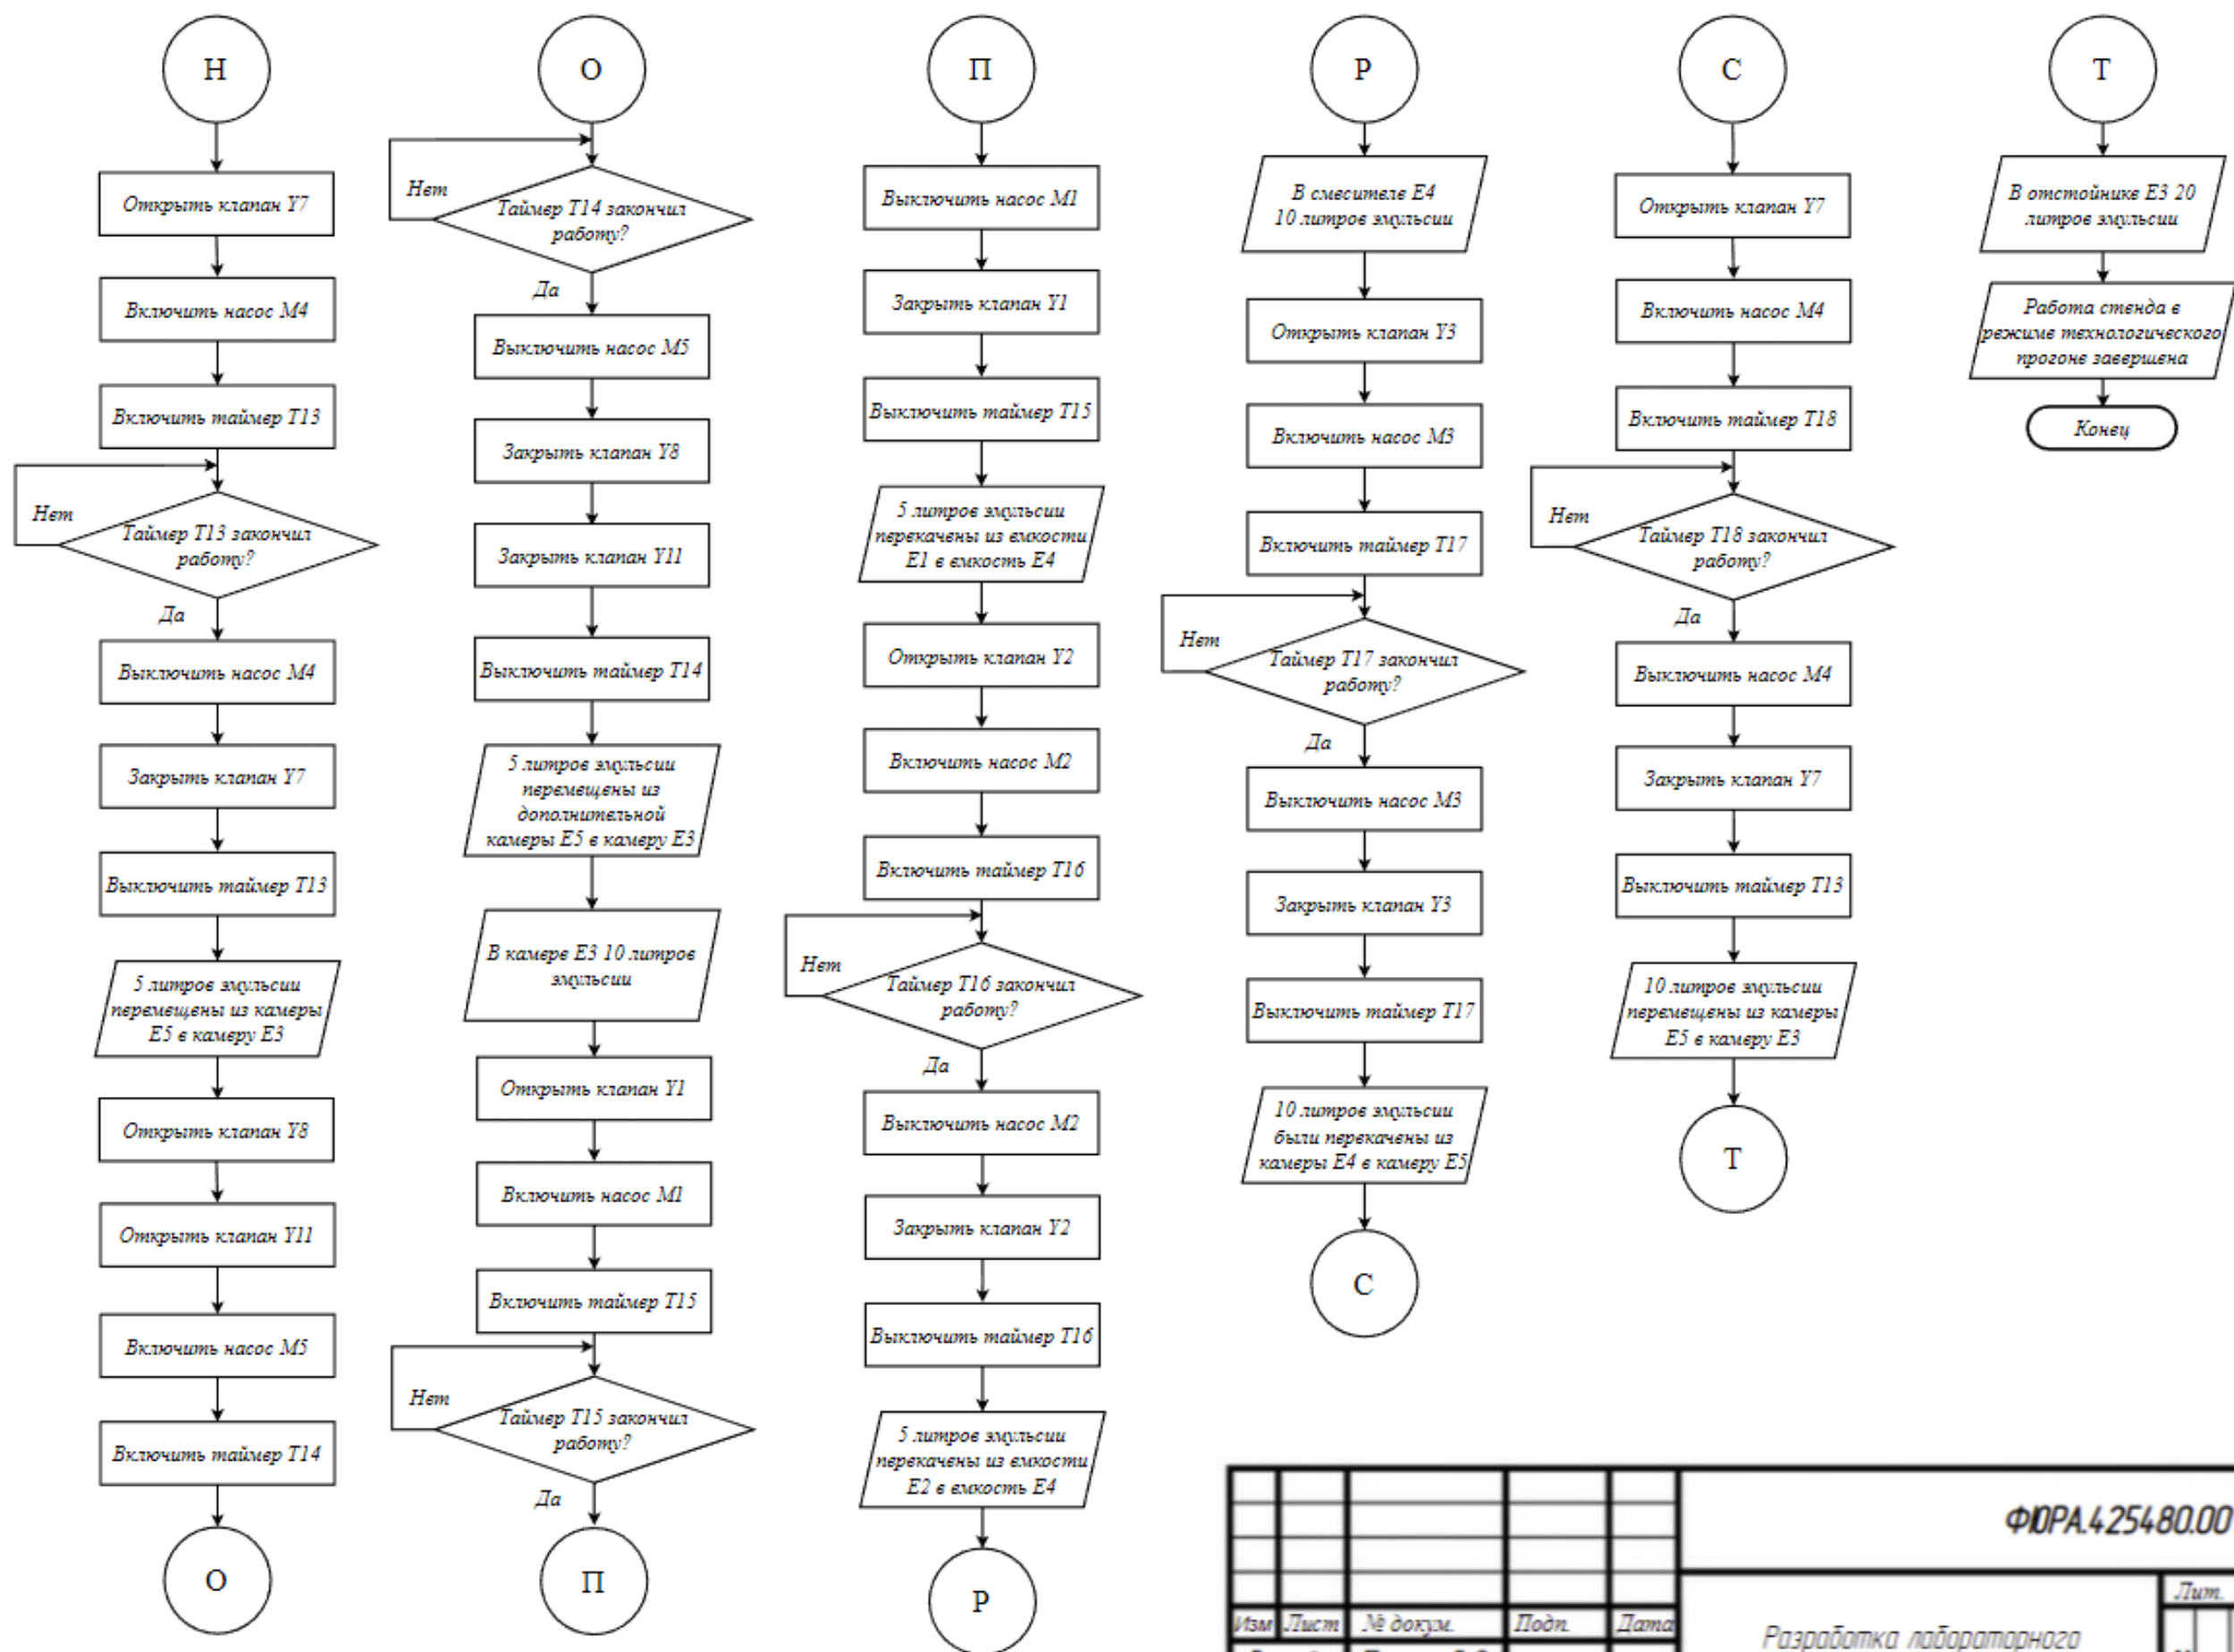 Н
Открыть клапан Y7
Включить насос М4
Включить таймер Т13
Нет
Таймер Т13 закончил
работу?
Да
Выключить насос М4
Закрыть клапан Y7
Выключить таймер Т13
5 литров эмульсии
перемещены из камеры
Е5 в камеру Е3
Открыть клапан Y8
Открыть клапан Y11
Включить насос М5
Включить таймер Т14
О
О
Нет
Таймер Т14 закончил
работу?
Да
Выключить насос М5
Закрыть клапан Y8
Закрыть клапан Y11
Выключить таймер Т14
5 литров эмульсии
перемещены из
дополнительной
камеры Е5 в камеру Е3
В камере Е3 10 литров
эмульсии
Открыть клапан Y1
Включить насос М1
Включить таймер Т15
Нет
Таймер Т15 закончил
работу?
Да
П
П
Выключить насос М1
Закрыть клапан Y1
Выключить таймер Т15
5 литров эмульсии
перекачены из емкости
Е1 в емкость Е4
Открыть клапан Y2
Включить насос М2
Включить таймер Т16
Нет
Таймер Т16 закончил
работу?
Да
Выключить насос М2
Закрыть клапан Y2
Выключить таймер Т16
5 литров эмульсии
перекачены из емкости
Е2 в емкость Е4
Р
Р
В смесителе Е4
10 литров эмульсии
Открыть клапан Y3
Включить насос М3
Включить таймер Т17
Нет
Таймер Т17 закончил
работу?
Да
Выключить насос М3
Закрыть клапан Y3
Выключить таймер Т17
10 литров эмульсии
были перекачены из
камеры Е4 в камеру Е5
С
С
Открыть клапан Y7
Включить насос М4
Включить таймер Т18
Нет
Таймер Т18 закончил
работу?
Да
Выключить насос М4
Закрыть клапан Y7
Выключить таймер Т13
10 литров эмульсии
перемещены из камеры
Е5 в камеру Е3
Т
Т
В отстойнике Е3 20
литров эмульсии
Работа стенда в
режиме технологического
прогоне завершена
Конец
ФЮРА.425480.00
Лит.
Изм Лист № докум. Подп. Дата
Разработка лабораторного